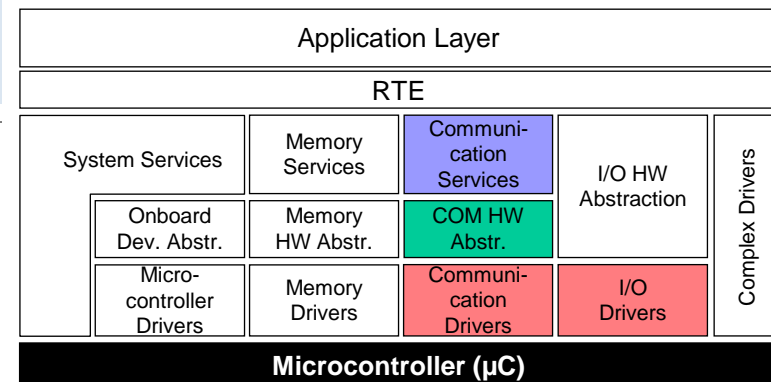 Application Layer
RTE
System Services
Memory
Services
Communi-
cation
Services
I/O HW
Abstraction
Complex Drivers
Onboard
Dev. Abstr.
Memory
HW Abstr.
COM HW
Abstr.
Micro-
controller
Drivers
Memory
Drivers
Communi-
cation
Drivers
I/O
Drivers
Microcontroller (µC)